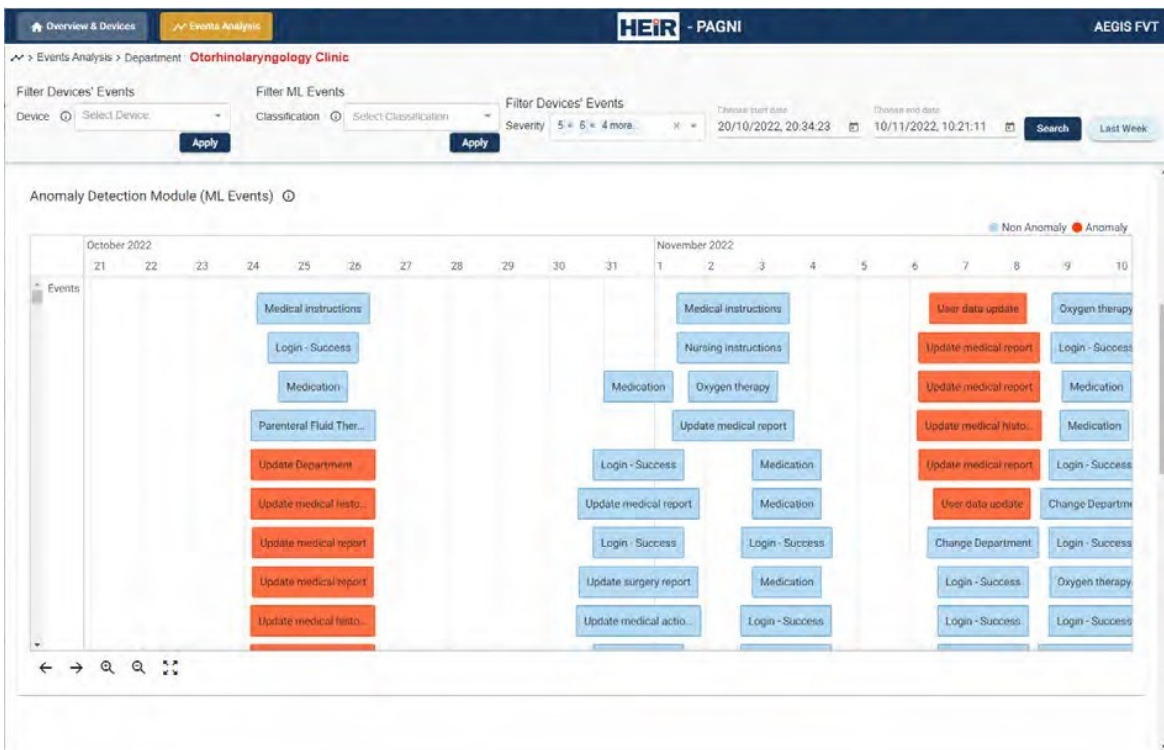 Overview & Devices Events Analysis HEIR - PAGNI AEGIS FVT
> Events Analysis > Department Otorhinolaryngology Clinic
Filter Devices' Events Filter ML Events Filter Devices' Events Choose start date Choose end date
Device Select Device Classification Select Classification Severity 5 × 6 × 4 more... × 20/10/2022, 20:34:23 10/11/2022, 10:21:11 Search Last Week
Apply Apply
Anomaly Detection Module (ML Events)
Non Anomaly Anomaly
October 2022 November 2022
21 22 23 24 25 26 27 28 29 30 31 1 2 3 4 5 6 7 8 9 10
Events
Medical instructions Medical instructions User data update Oxygen therapy
Login - Success Nursing instructions Update medical report Login - Success
Medication Medication Oxygen therapy Update medical report Medication
Parenteral Fluid Ther... Update medical report Update medical histo... Medication
Update Department Login - Success Medication Update medical report Login - Success
Update medical histo... Update medical report Medication User data update Change Departme
Update medical report Login - Success Login - Success Change Department Login - Success
Update medical report Update surgery report Medication Login - Success Oxygen therapy
Update medical histo... Update medical actio... Login - Success Login - Success Login - Success